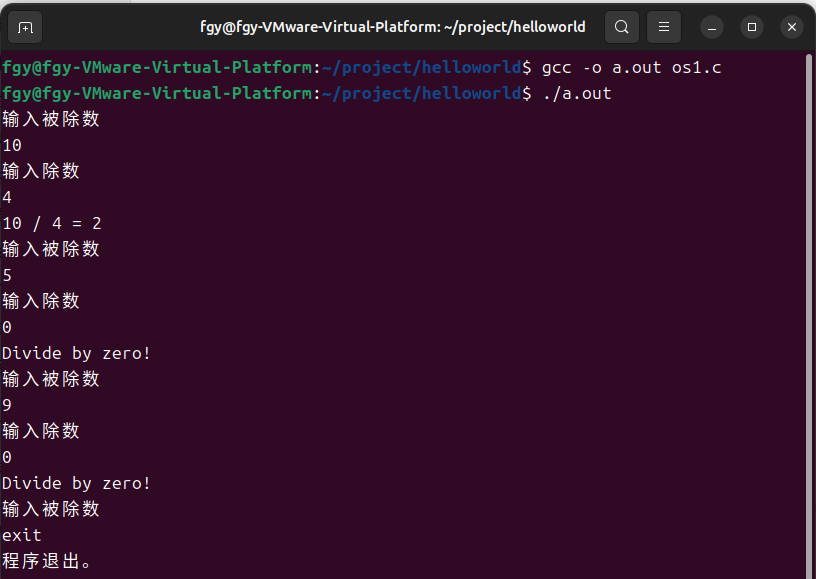 fgy@fgy-VMware-Virtual-Platform: ~/project/helloworld
fgy@fgy-VMware-Virtual-Platform:~/project/helloworld$ gcc -o a.out os1.c
fgy@fgy-VMware-Virtual-Platform:~/project/helloworld$ ./a.out
输入被除数
10
输入除数
4
10 / 4 = 2
输入被除数
5
输入除数
0
Divide by zero!
输入被除数
9
输入除数
0
Divide by zero!
输入被除数
exit
程序退出。